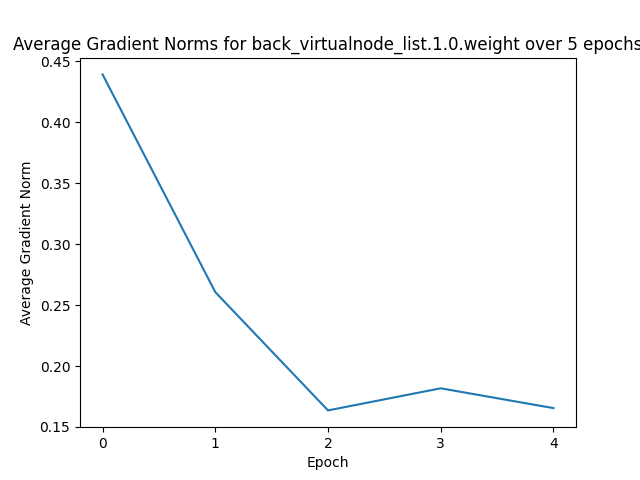 Average Gradient Norms for back_virtualnode_list.1.0.weight over 5 epochs
0.45
0.40
0.35
0.30
0.25
0.20
0.15
Average Gradient Norm
0 1 2 3 4
Epoch